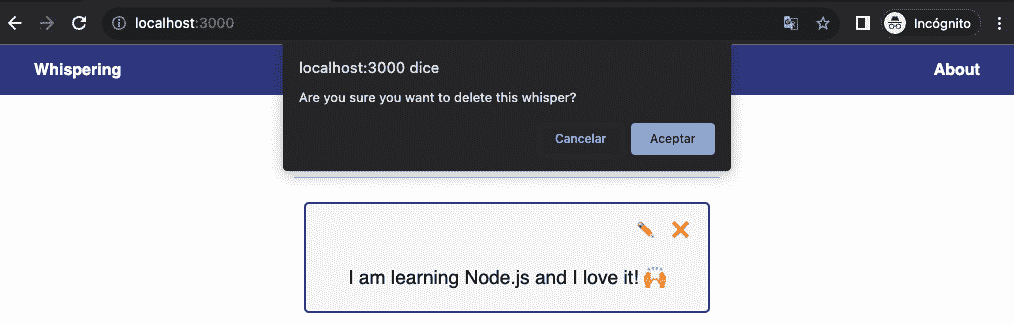 localhost:3000
Incógnito
Whispering
About
localhost:3000 dice
Are you sure you want to delete this whisper?
Cancelar
Aceptar
I am learning Node.js and I love it! 🙌